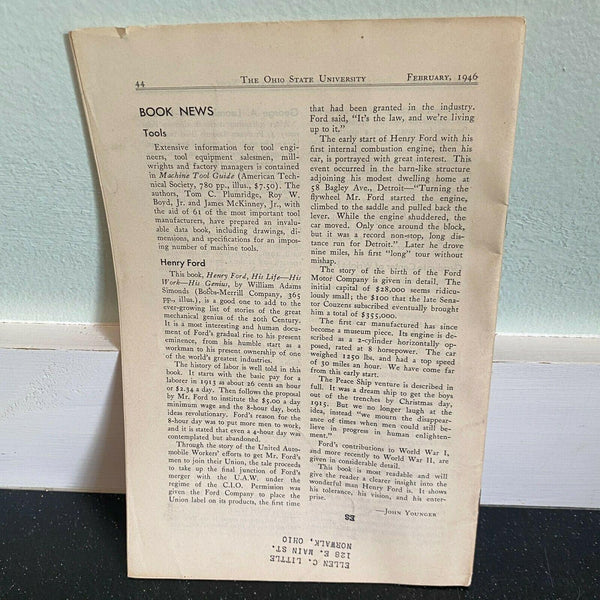 44 THE OHIO STATE UNIVERSITY FEBRUARY, 1946
BOOK NEWS
Tools
Extensive information for tool engi-
neers, tool equipment salesmen, mill-
wrights and factory managers is contained
in Machine Tool Guide (American Tech-
nical Society, 780 pp., illus., $7.50). The
authors, Tom C. Plumridge, Roy W.
Boyd, Jr. and James McKinney, Jr., with
the aid of 61 of the most important tool
manufacturers, have prepared an invalu-
able data book, including drawings, di-
mensions, and specifications for an impos-
ing number of machine tools.
Henry Ford
This book, Henry Ford, His Life—His
Work—His Genius, by William Adams
Simonds (Bobbs-Merrill Company, 365
pp., illus.), is a good one to add to the
ever-growing list of stories of the great
mechanical genius of the 20th Century.
It is a most interesting and human docu-
ment of Ford's gradual rise to his present
eminence, from his humble start as a
workman to his present ownership of one
of the world's greatest industries.
The history of labor is well told in this
book. It starts with the basic pay for a
laborer in 1913 as about 26 cents an hour
or $2.34 a day. Then follows the proposal
by Mr. Ford to institute the $5.00 a day
minimum wage and the 8-hour day, both
ideas revolutionary. Ford's reason for the
8-hour day was to put more men to work,
and it is stated that even a 4-hour day was
contemplated but abandoned.
Through the story of the United Auto-
mobile Workers' efforts to get Mr. Ford's
men to join their Union, the tale proceeds
to take up the final junction of Ford's
merger with the U.A.W. under the
regime of the C.I.O. Permission was
given the Ford Company to place the
Union label on its products, the first time
that had been granted in the industry.
Ford said, "It's the law, and we're living
up to it."
The early start of Henry Ford with his
first internal combustion engine, then his
car, is portrayed with great interest. This
event occurred in the barn-like structure
adjoining his modest dwelling home at
58 Bagley Ave., Detroit—"Turning the
flywheel Mr. Ford started the engine,
climbed to the saddle and pulled back the
lever. While the engine shuddered, the
car moved. Only once around the block,
but it was a record non-stop, long dis-
tance run for Detroit." Later he drove
nine miles, his first "long" tour without
mishap.
The story of the birth of the Ford
Motor Company is given in detail. The
initial capital of $28,000 seems ridicu-
lously small; the $100 that the late Sena-
tor Couzens subscribed eventually brought
him a total of $355,000.
The first car manufactured has since
become a museum piece. Its engine is de-
scribed as a 2-cylinder horizontally op-
posed, rated at 8 horsepower. The car
weighed 1250 lbs. and had a top speed
of 30 miles an hour. We have come far
from this early start.
The Peace Ship venture is described in
full. It was a dream ship to get the boys
out of the trenches by Christmas day,
1915. But we no longer laugh at the
idea, instead "we mourn the disappear-
ance of times when men could still be-
lieve in progress in human enlighten-
ment."
Ford's contributions to World War I,
and more recently to World War II, are
given in considerable detail.
This book is most readable and will
give the reader a clearer insight into the
wonderful man Henry Ford is. It shows
his tolerance, his vision, and his enter-
prise.
—JOHN YOUNGER
ES
ELLEN C. LITTLE
128 E. MAIN ST.
NORWALK, OHIO